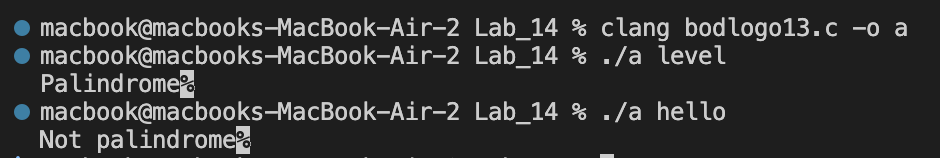 macbook@macbooks-MacBook-Air-2 Lab_14 % clang bodlogo13.c -o a
macbook@macbooks-MacBook-Air-2 Lab_14 % ./a level
Palindrome%
macbook@macbooks-MacBook-Air-2 Lab_14 % ./a hello
Not palindrome%